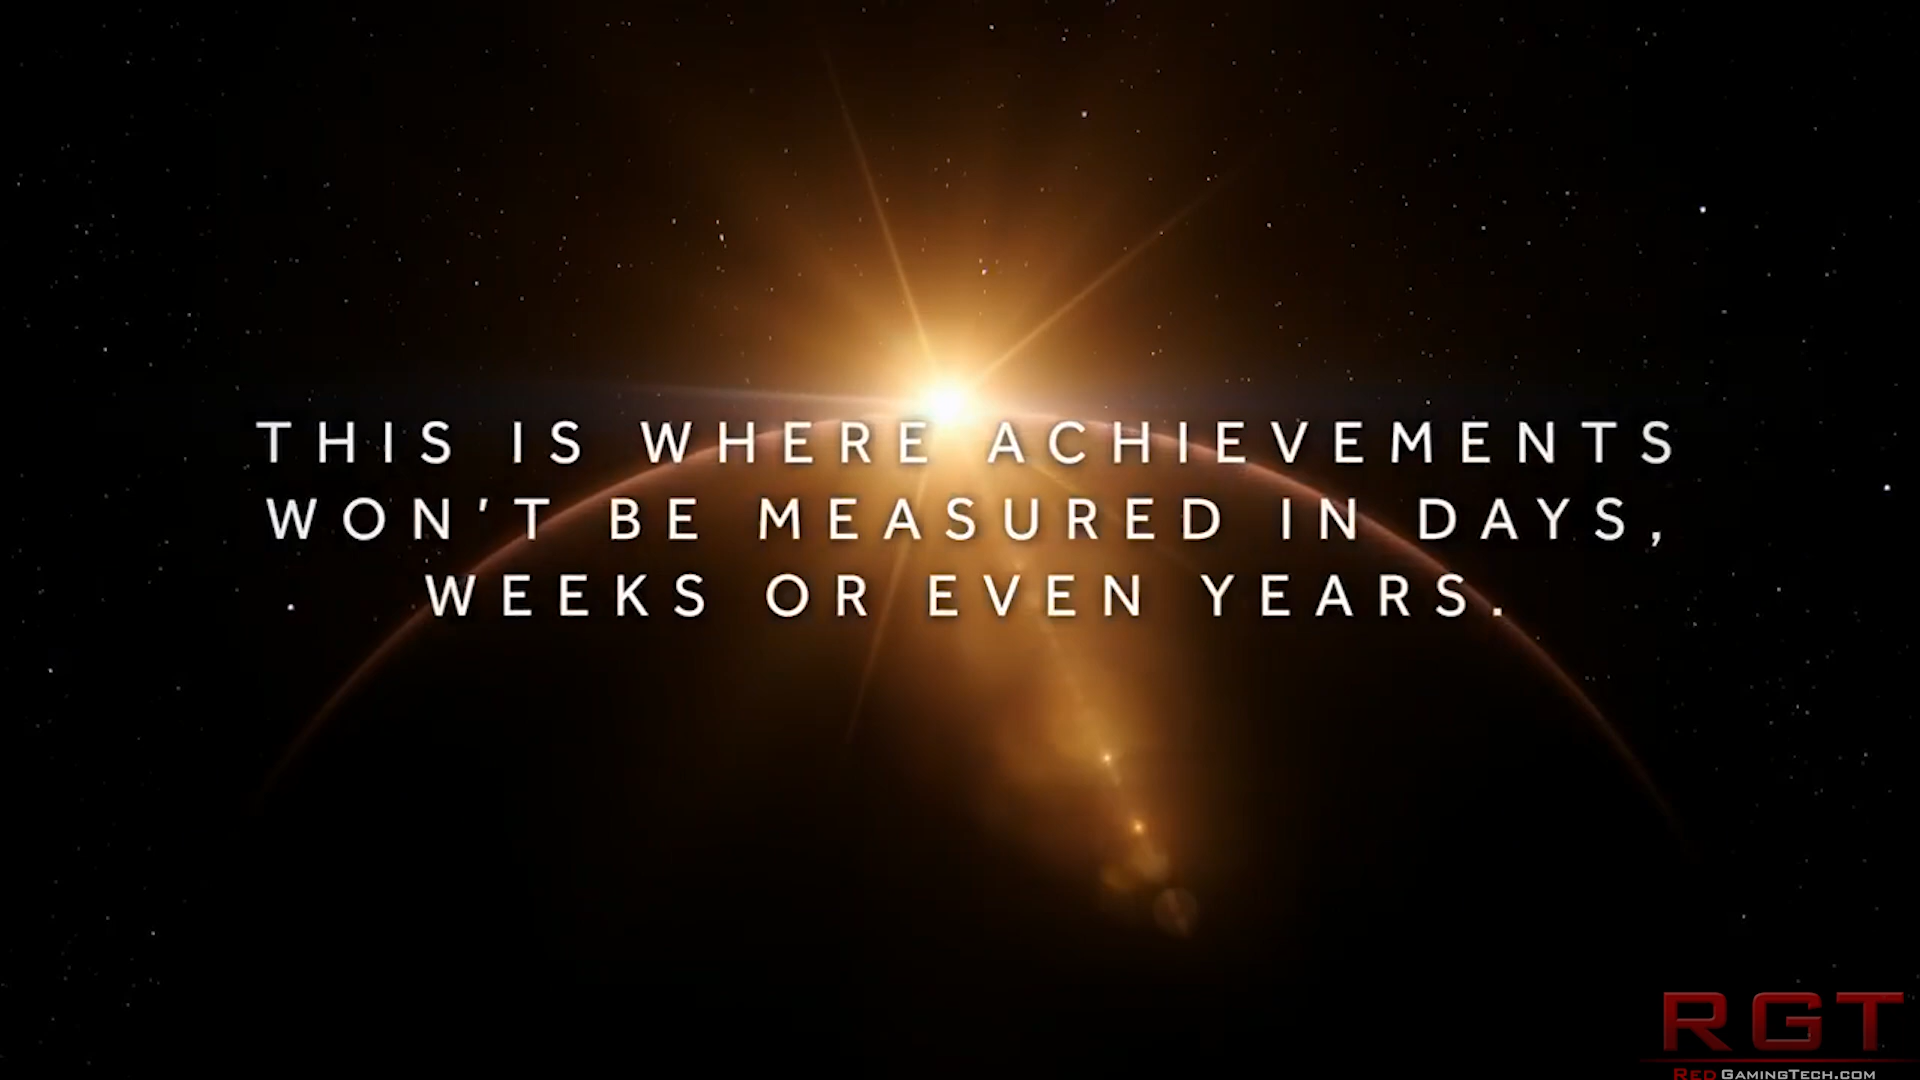 THIS IS WHERE ACHIEVEMENTS
WON'T BE MEASURED IN DAYS,
WEEKS OR EVEN YEARS.
RGT
REDGAMINGTECH.COM